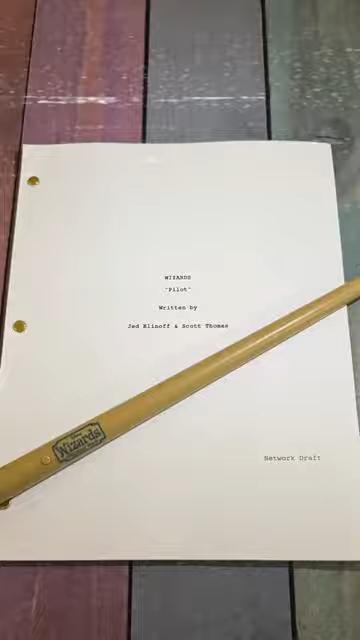 WIZARDS
"Pilot"
Written by
Jed Elinoff & Scott Thomas
Wizards
Network Draft